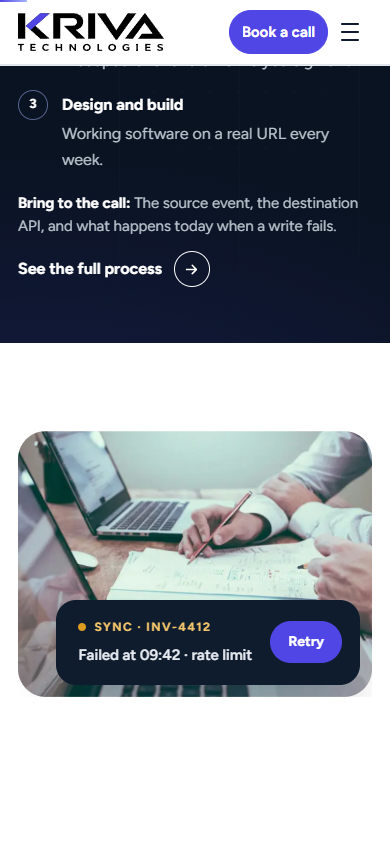 KRIVA
TECHNOLOGIES
Book a call
3
Design and build
Working software on a real URL every
week.
Bring to the call: The source event, the destination
API, and what happens today when a write fails.
See the full process
SYNC · INV-4412
Failed at 09:42 · rate limit
Retry